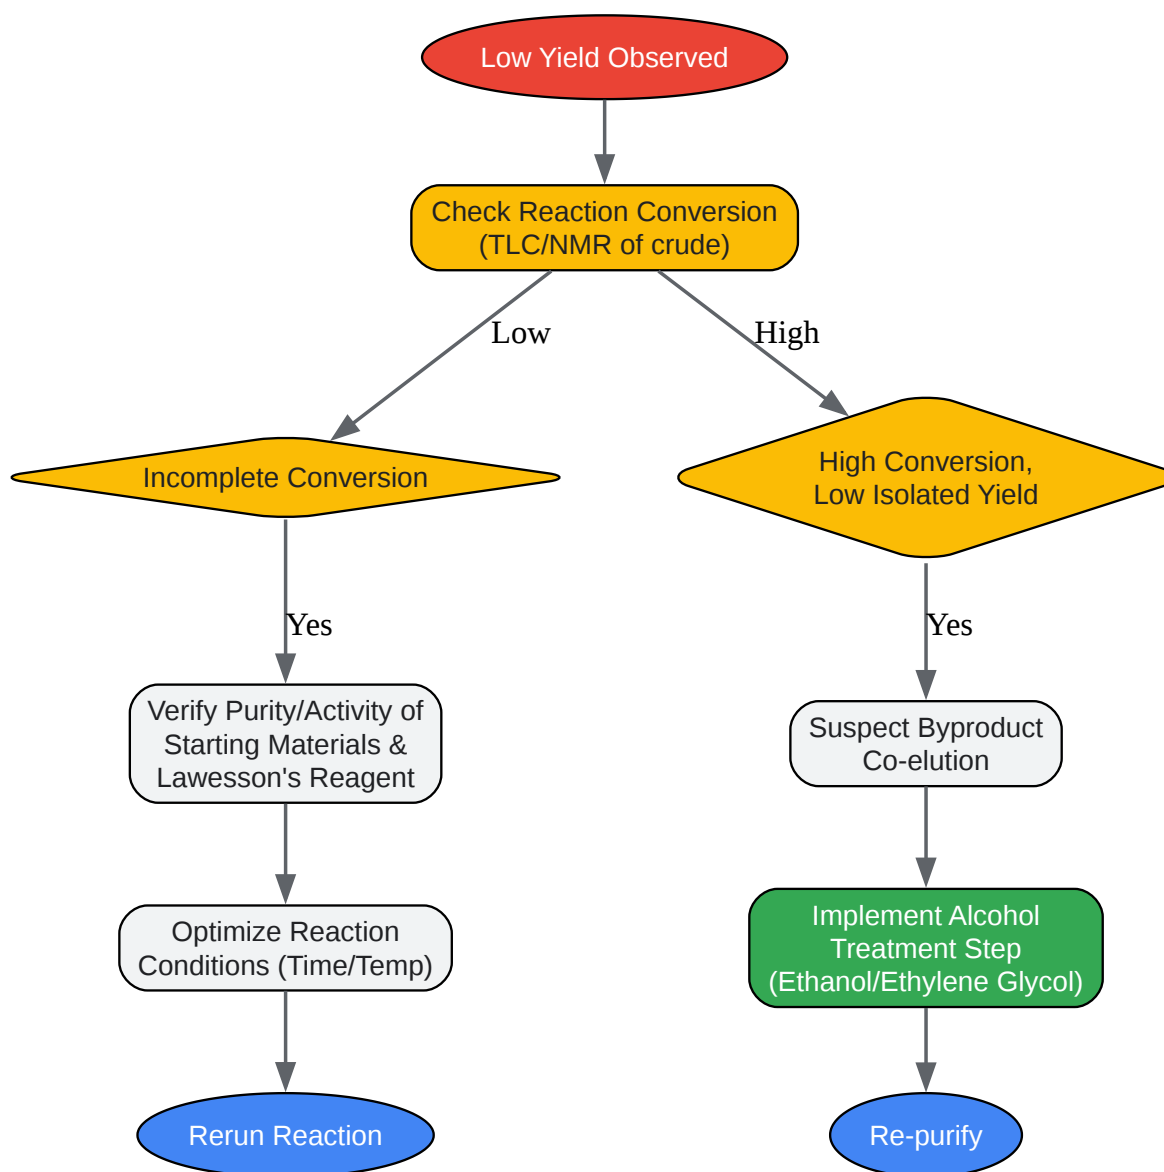 Low Yield Observed
Check Reaction Conversion
(TLC/NMR of crude)
Low
High
Incomplete Conversion
High Conversion,
Low Isolated Yield
Yes
Yes
Verify Purity/Activity of
Starting Materials &
Lawesson's Reagent
Suspect Byproduct
Co-elution
Optimize Reaction
Conditions (Time/Temp)
Implement Alcohol
Treatment Step
(Ethanol/Ethylene Glycol)
Rerun Reaction
Re-purify